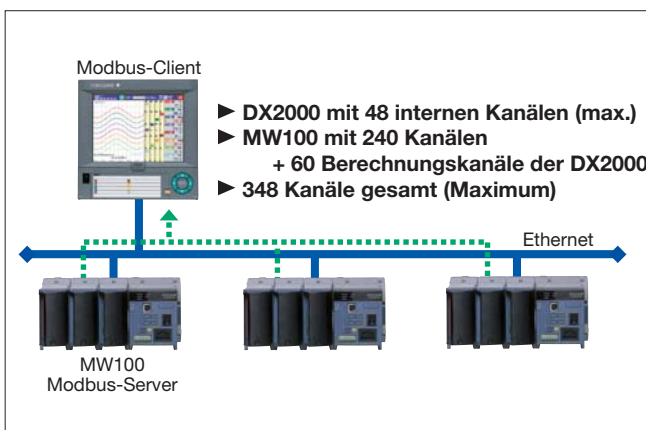 Modbus-Client
YOKOGAWA
► DX2000 mit 48 internen Kanälen (max.)
► MW100 mit 240 Kanälen
+ 60 Berechnungskanäle der DX2000
► 348 Kanäle gesamt (Maximum)
Ethernet
MW100
Modbus-Server